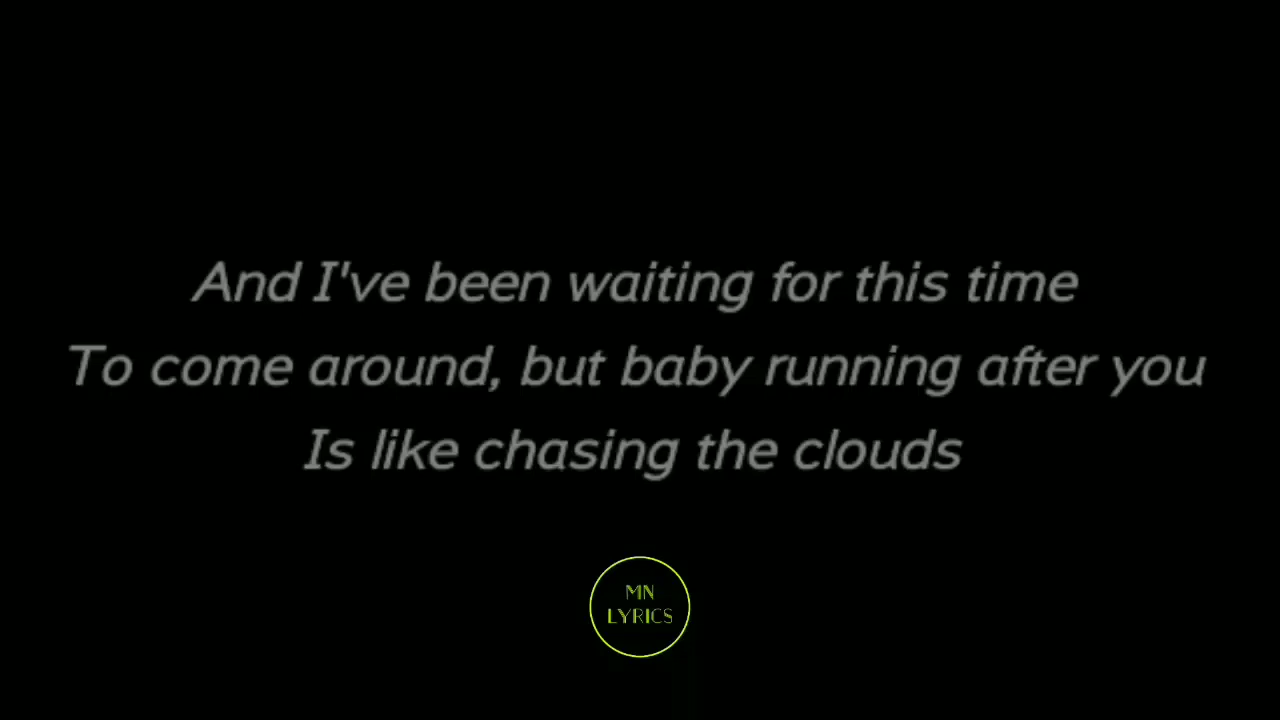 And I've been waiting for this time
To come around, but baby running after you
Is like chasing the clouds
MN
LYRICS